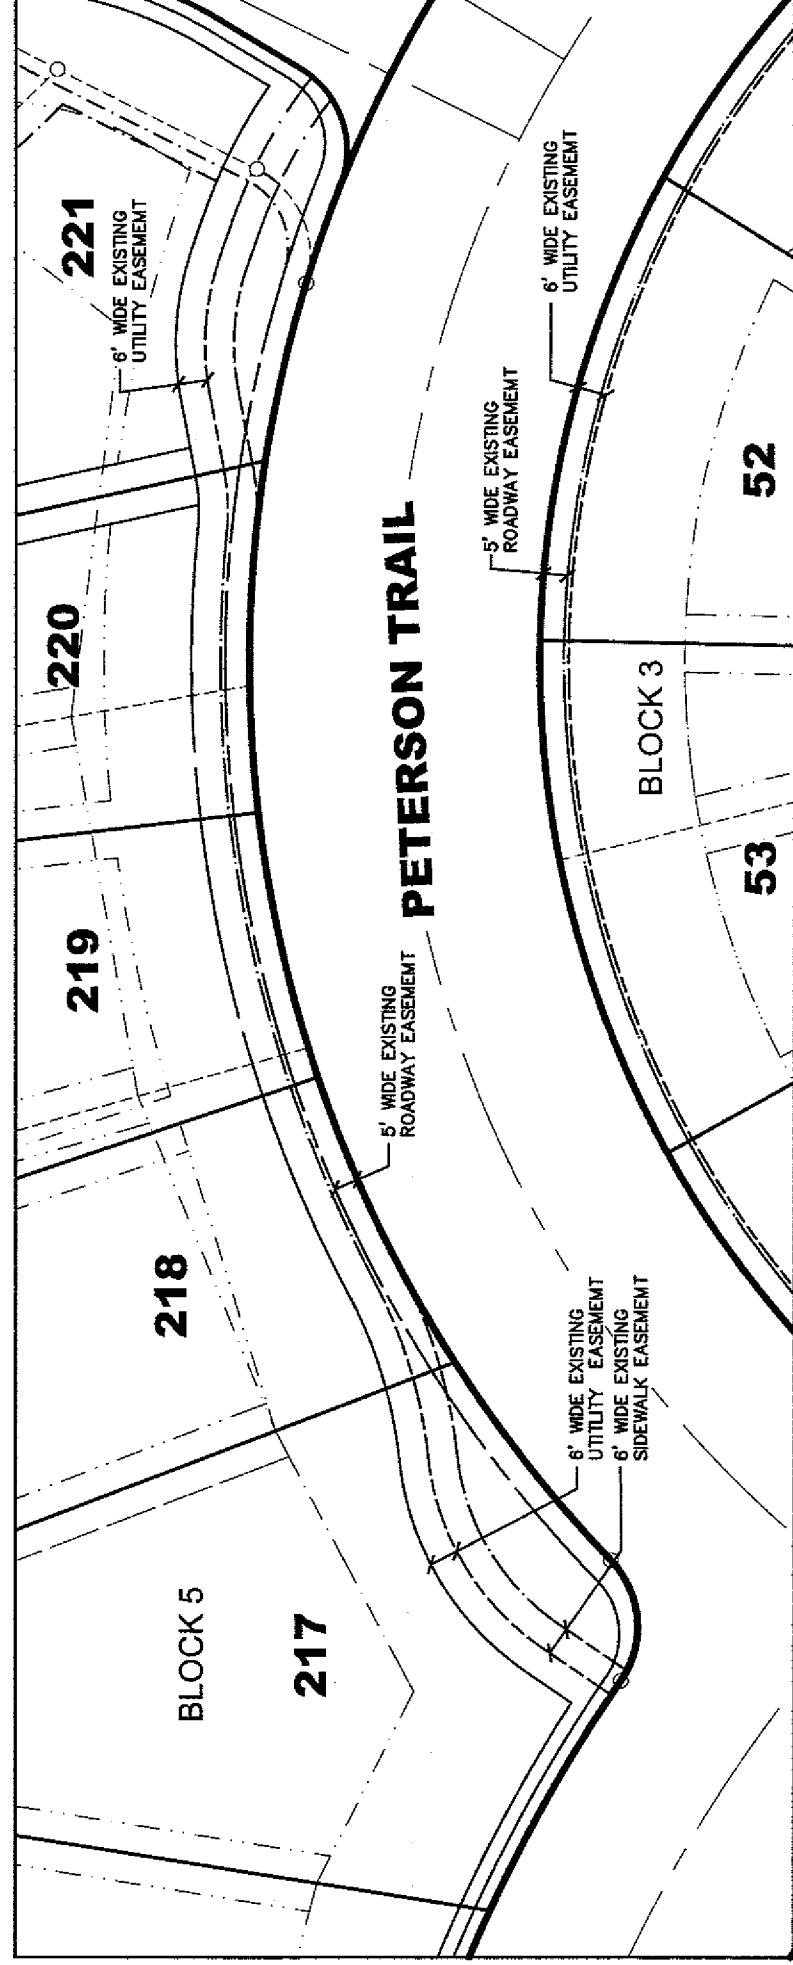 221
6' WIDE EXISTING
UTILITY EASEMEMT
220
219
218
BLOCK 5
217
PETERSON TRAIL
5' WIDE EXISTING
ROADWAY EASEMEMT
6' WIDE EXISTING
UTITLITY EASEMEMT
6' WIDE EXISTING
SIDEWALK EASEMEMT
5' WIDE EXISTING
ROADWAY EASEMEMT
6' WIDE EXISTING
UTILITY EASEMEMT
52
BLOCK 3
53